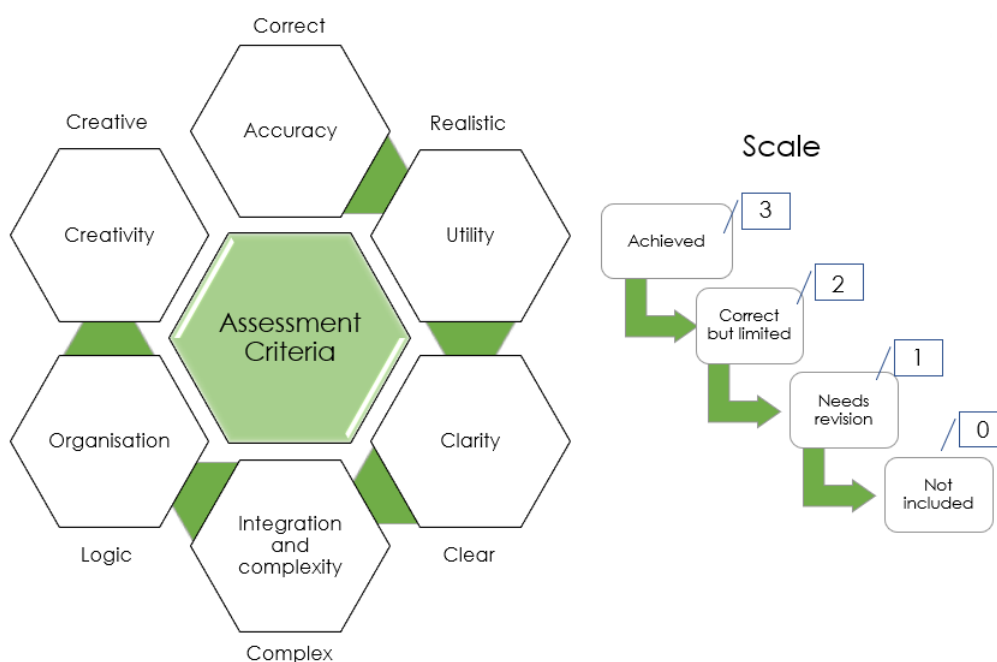 Correct
Accuracy
Realistic
Utility
Clarity
Clear
Integration
and
complexity
Complex
Organisation
Logic
Creative
Creativity
Assessment
Criteria
Scale
3
Achieved
2
Correct
but limited
1
Needs
revision
0
Not
included